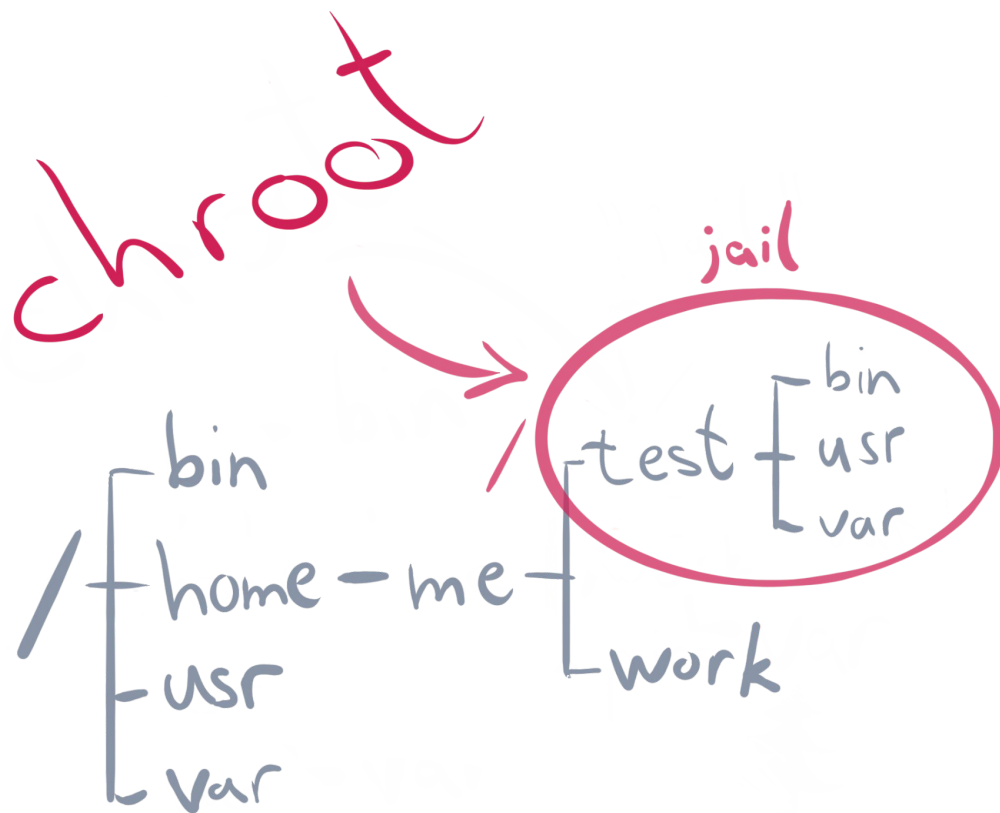 chroot
jail
/
test
bin
usr
var
/
bin
home
me
work
usr
var